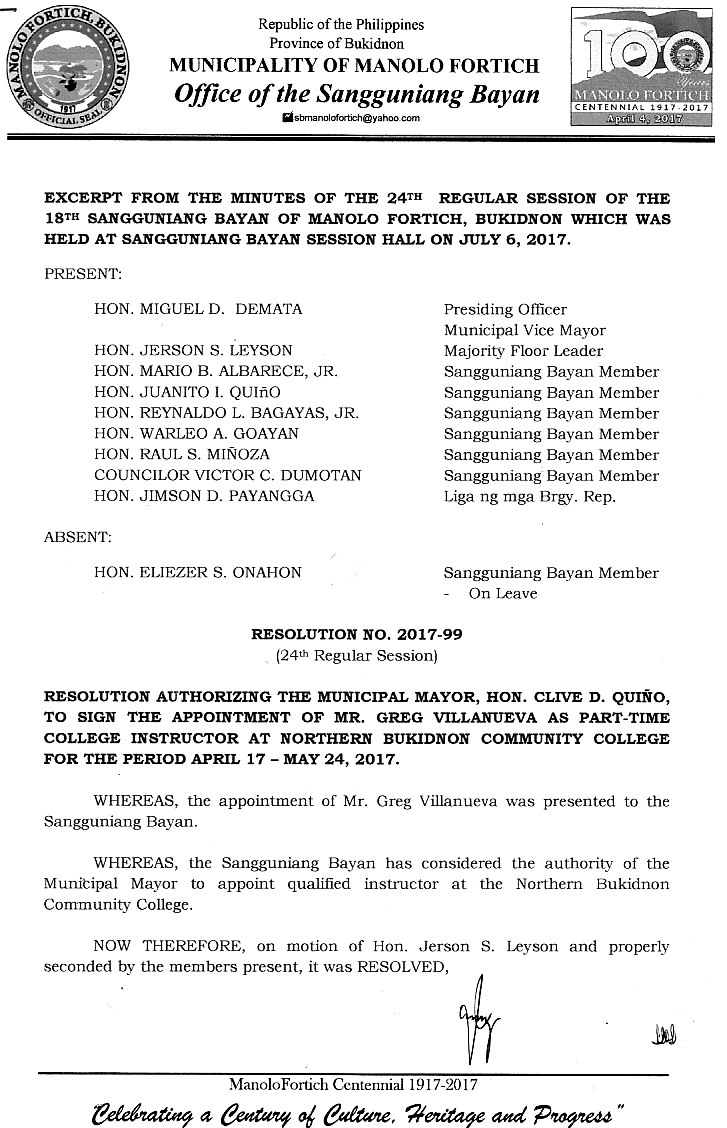 MANOLO FORTICH, BUKIDNON
1917
OFFICIAL SEAL
Republic of the Philippines
Province of Bukidnon
MUNICIPALITY OF MANOLO FORTICH
Office of the Sangguniang Bayan
sbmanolofortich@yahoo.com
100
Years
MANOLO FORTICH
CENTENNIAL 1917-2017
April 4, 2017
EXCERPT FROM THE MINUTES OF THE 24TH REGULAR SESSION OF THE
18TH SANGGUNIANG BAYAN OF MANOLO FORTICH, BUKIDNON WHICH WAS
HELD AT SANGGUNIANG BAYAN SESSION HALL ON JULY 6, 2017.
PRESENT:
HON. MIGUEL D. DEMATA Presiding Officer
Municipal Vice Mayor
HON. JERSON S. LEYSON Majority Floor Leader
HON. MARIO B. ALBARECE, JR. Sangguniang Bayan Member
HON. JUANITO I. QUIñO Sangguniang Bayan Member
HON. REYNALDO L. BAGAYAS, JR. Sangguniang Bayan Member
HON. WARLEO A. GOAYAN Sangguniang Bayan Member
HON. RAUL S. MIÑOZA Sangguniang Bayan Member
COUNCILOR VICTOR C. DUMOTAN Sangguniang Bayan Member
HON. JIMSON D. PAYANGGA Liga ng mga Brgy. Rep.
ABSENT:
HON. ELIEZER S. ONAHON Sangguniang Bayan Member
- On Leave
RESOLUTION NO. 2017-99
(24th Regular Session)
RESOLUTION AUTHORIZING THE MUNICIPAL MAYOR, HON. CLIVE D. QUIÑO,
TO SIGN THE APPOINTMENT OF MR. GREG VILLANUEVA AS PART-TIME
COLLEGE INSTRUCTOR AT NORTHERN BUKIDNON COMMUNITY COLLEGE
FOR THE PERIOD APRIL 17 – MAY 24, 2017.
WHEREAS, the appointment of Mr. Greg Villanueva was presented to the
Sangguniang Bayan.
WHEREAS, the Sangguniang Bayan has considered the authority of the
Municipal Mayor to appoint qualified instructor at the Northern Bukidnon
Community College.
NOW THEREFORE, on motion of Hon. Jerson S. Leyson and properly
seconded by the members present, it was RESOLVED,
ManoloFortich Centennial 1917-2017
"Celebrating a Century of Culture, Heritage and Progress"